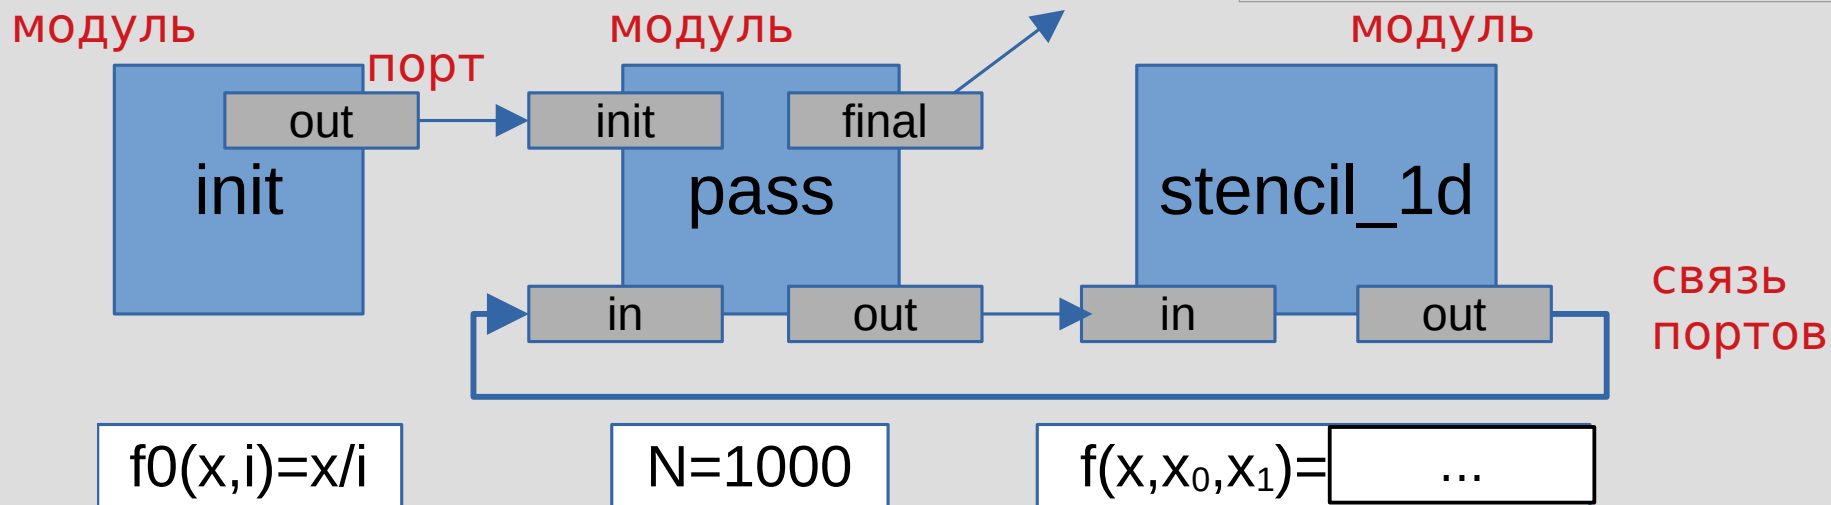 модуль
модуль
модуль
порт
out
init
final
init
pass
stencil_1d
in
out
in
out
связь
портов
f0(x,i)=x/i
N=1000
f(x,x₀,x₁)=
...